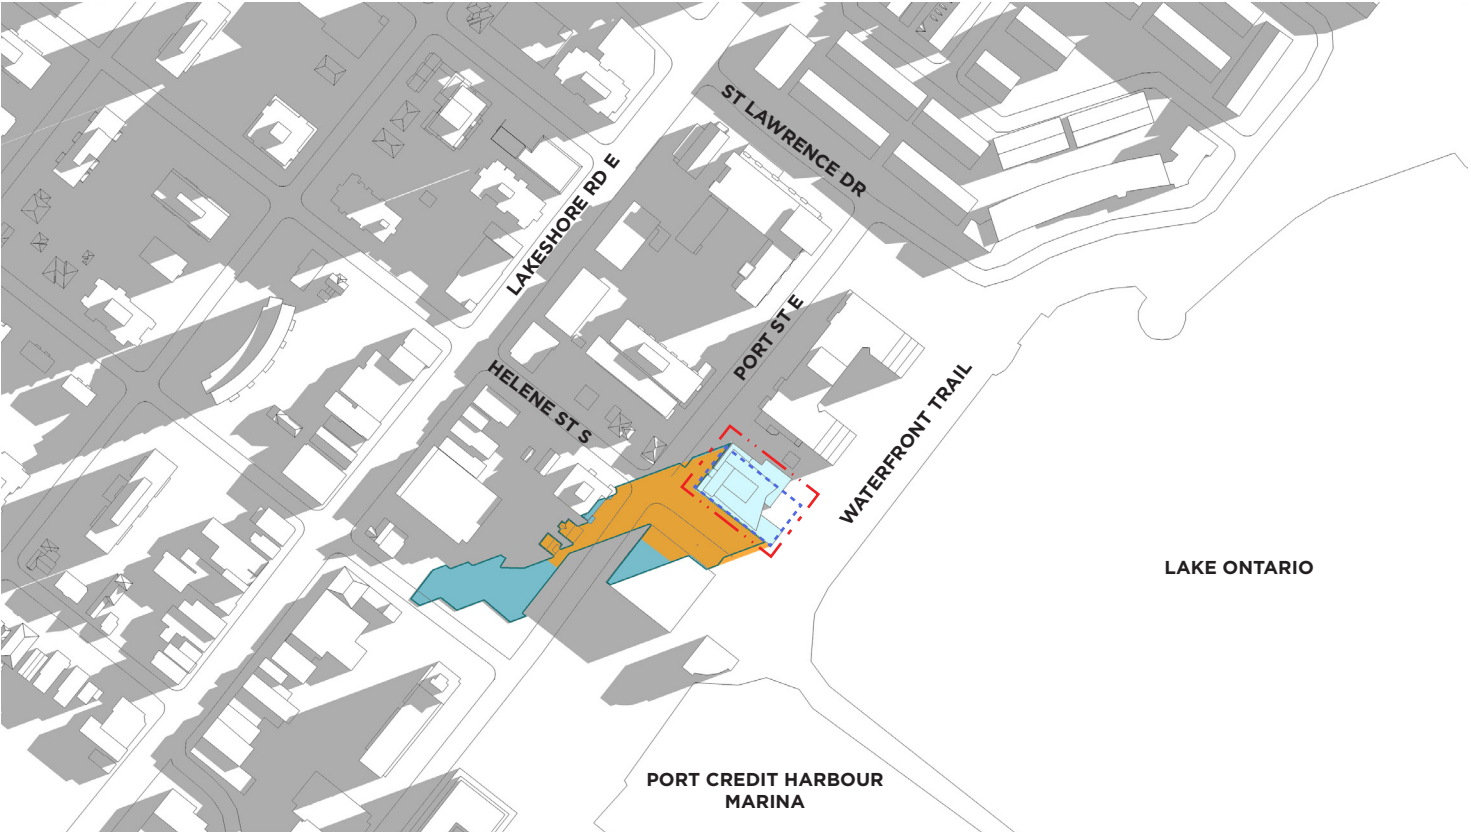 ST LAWRENCE DR
LAKESHORE RD E
PORT ST E
HELENE ST S
WATERFRONT TRAIL
LAKE ONTARIO
PORT CREDIT HARBOUR
MARINA